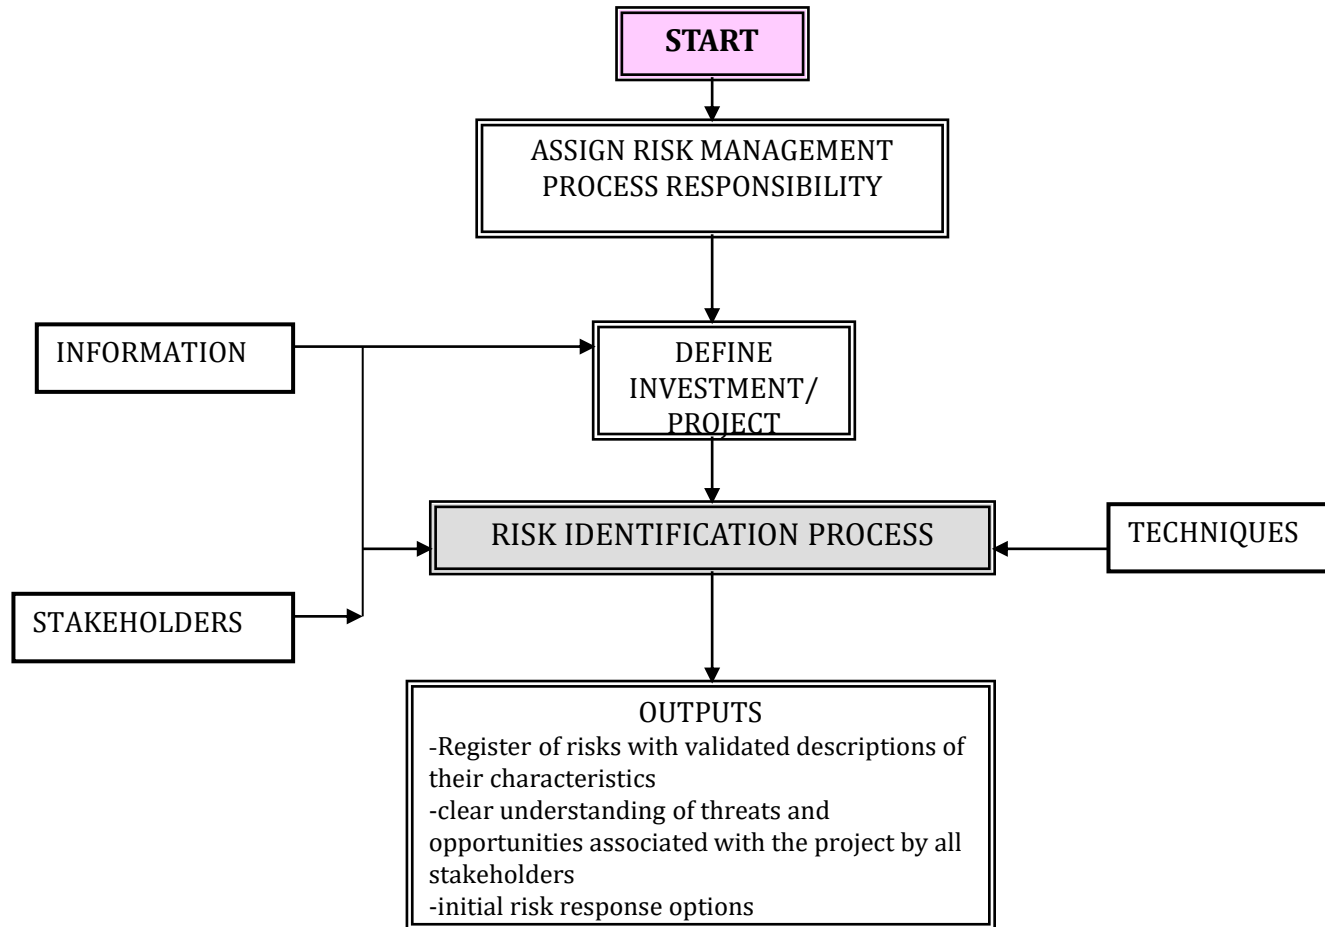 START
ASSIGN RISK MANAGEMENT
PROCESS RESPONSIBILITY
INFORMATION
DEFINE
INVESTMENT/
PROJECT
RISK IDENTIFICATION PROCESS
TECHNIQUES
STAKEHOLDERS
OUTPUTS
-Register of risks with validated descriptions of
their characteristics
-clear understanding of threats and
opportunities associated with the project by all
stakeholders
-initial risk response options